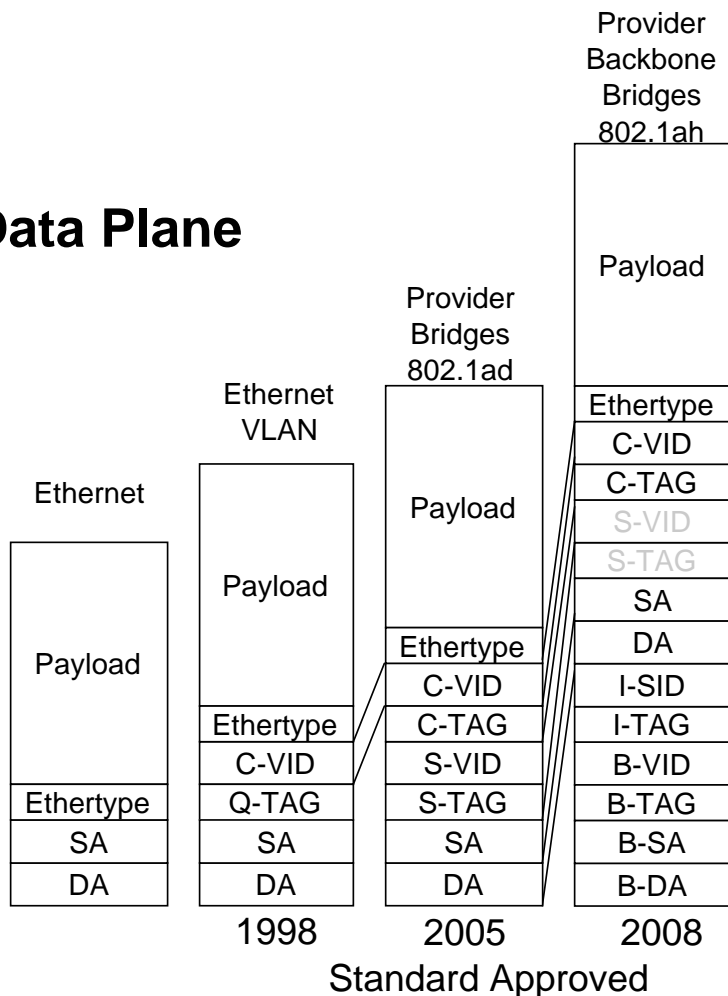 Data Plane
Ethernet
Payload
Ethertype
SA
DA
Ethernet
VLAN
Payload
Ethertype
C-VID
Q-TAG
SA
DA
1998
Provider
Bridges
802.1ad
Payload
Ethertype
C-VID
C-TAG
S-VID
S-TAG
SA
DA
2005
Provider
Backbone
Bridges
802.1ah
Payload
Ethertype
C-VID
C-TAG
S-VID
S-TAG
SA
DA
I-SID
I-TAG
B-VID
B-TAG
B-SA
B-DA
2008
Standard Approved